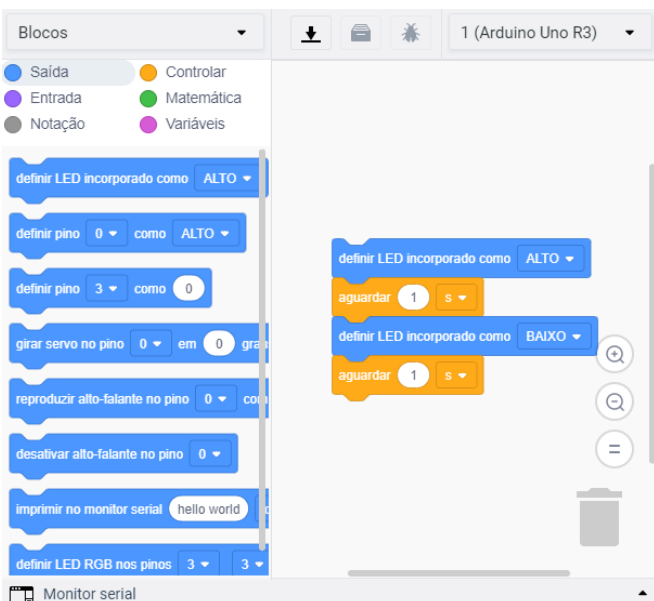 Blocos
1 (Arduino Uno R3)
Saída
Controlar
Entrada
Matemática
Notação
Variáveis
definir LED incorporado como ALTO
definir pino 0 como ALTO
definir pino 3 como 0
girar servo no pino 0 em 0
reproduzir alto-falante no pino 0
desativar alto-falante no pino 0
imprimir no monitor serial hello world
definir LED RGB nos pinos 3 3
definir LED incorporado como ALTO
aguardar 1 s
definir LED incorporado como BAIXO
aguardar 1 s
Monitor serial